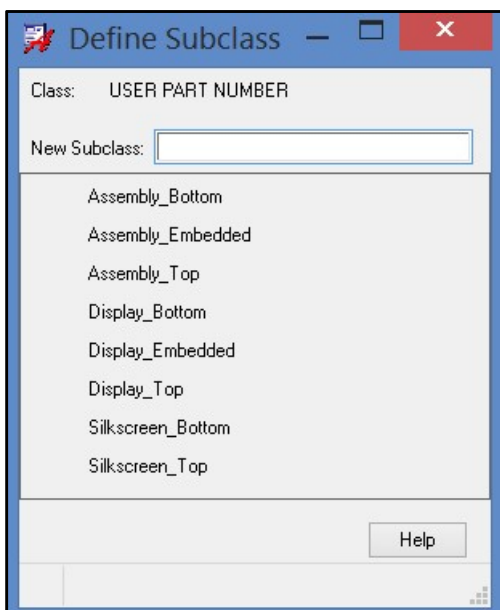 Define Subclass
Class: USER PART NUMBER
New Subclass:
Assembly_Bottom
Assembly_Embedded
Assembly_Top
Display_Bottom
Display_Embedded
Display_Top
Silkscreen_Bottom
Silkscreen_Top
Help